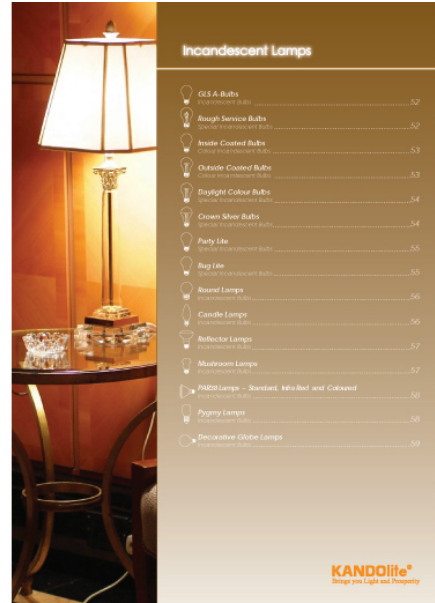 Incandescent Lamps
GLS A-Bulbs
Incandescent Bulbs 52
Rough Service Bulbs
Special Incandescent Bulbs 52
Inside Coated Bulbs
Colour Incandescent Bulbs 53
Outside Coated Bulbs
Colour Incandescent Bulbs 53
Daylight Colour Bulbs
Special Incandescent Bulbs 54
Crown Silver Bulbs
Special Incandescent Bulbs 54
Party Lite
Special Incandescent Bulbs 55
Bug Lite
Special Incandescent Bulbs 55
Round Lamps
Incandescent Bulbs 56
Candle Lamps
Incandescent Bulbs 56
Reflector Lamps
Incandescent Bulbs 57
Mushroom Lamps
Incandescent Bulbs 57
PAR38 Lamps – Standard, Infra Red and Coloured
Incandescent Bulbs 58
Pygmy Lamps
Incandescent Bulbs 58
Decorative Globe Lamps
Incandescent Bulbs 59
KANDOlite®
Brings you Light and Prosperity